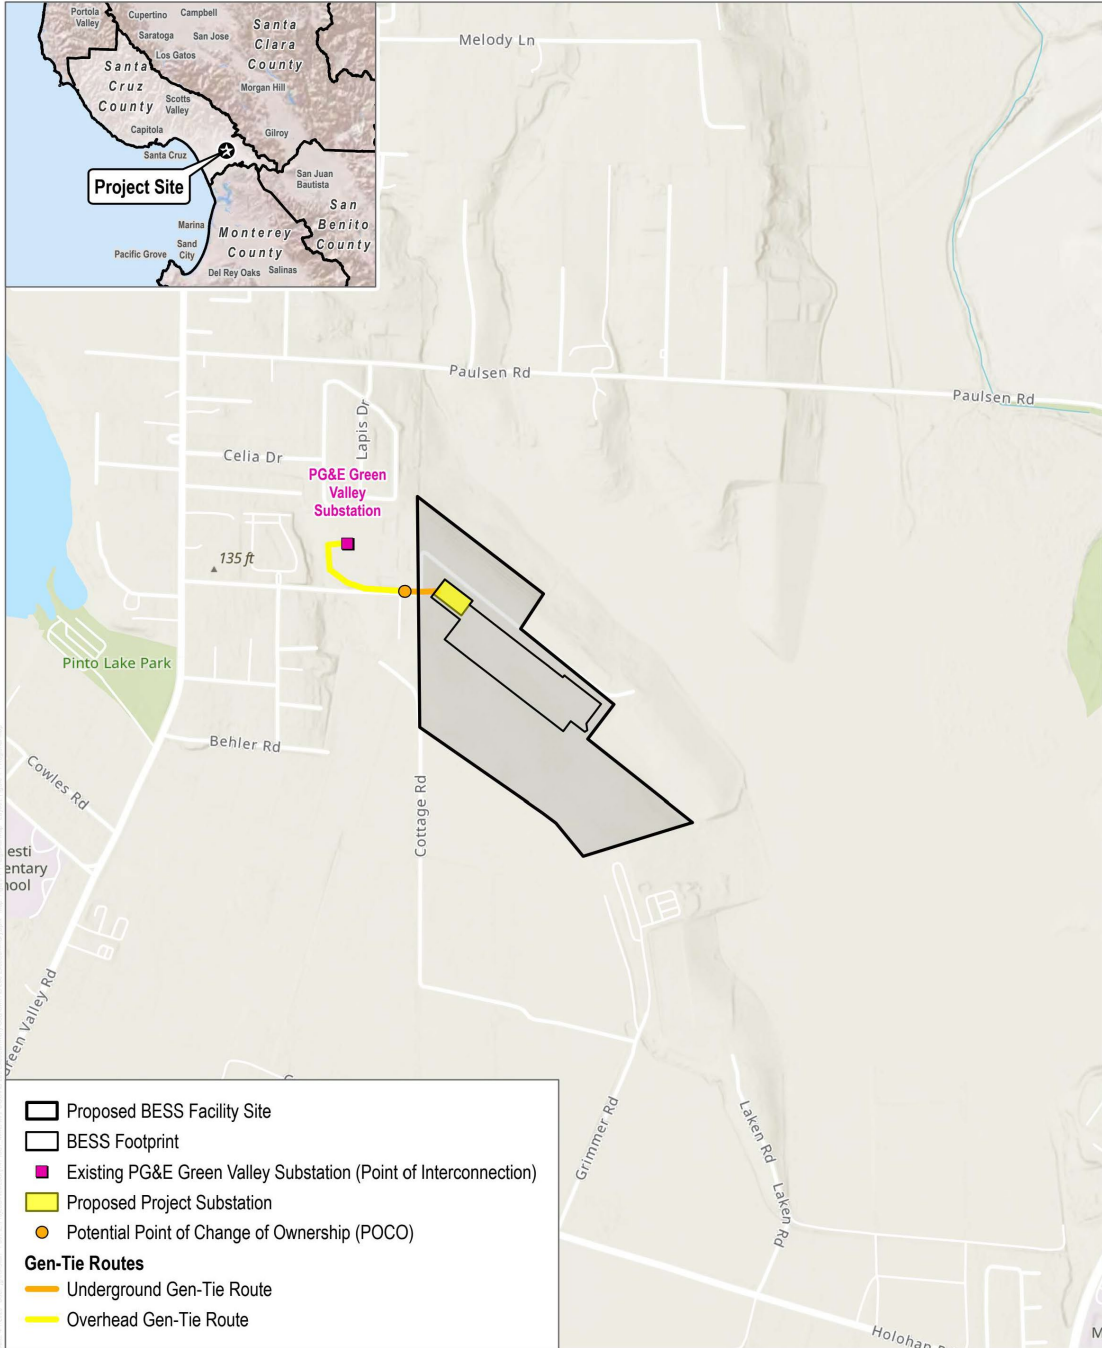 Portola
Valley
Cupertino
Campbell
Saratoga
San Jose
Los Gatos
Santa
Clara
County
Santa
Cruz
County
Scotts
Valley
Morgan Hill
Capitola
Gilroy
Santa Cruz
Project Site
San Juan
Bautista
San
Benito
County
Marina
Sand
City
Monterey
County
Pacific Grove
Del Rey Oaks
Salinas
Melody Ln
Paulsen Rd
Paulsen Rd
Lapis Dr
Celia Dr
PG&E Green
Valley
Substation
135 ft
Pinto Lake Park
Behler Rd
Cowles Rd
Cottage Rd
esti
entary
hool
Green Valley Rd
Grimmer Rd
Laken Rd
Laken Rd
Holohan
M
Proposed BESS Facility Site
BESS Footprint
Existing PG&E Green Valley Substation (Point of Interconnection)
Proposed Project Substation
Potential Point of Change of Ownership (POCO)
Gen-Tie Routes
Underground Gen-Tie Route
Overhead Gen-Tie Route